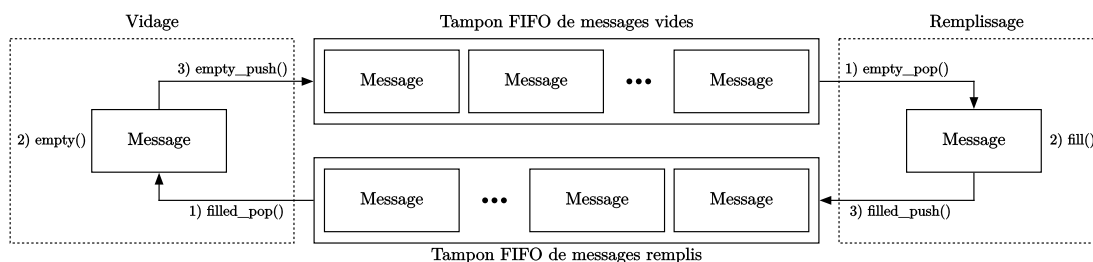 Vidage
Tampon FIFO de messages vides
Remplissage
3) empty_push()
Message
Message
Message
1) empty_pop()
2) empty()
Message
Message
2) fill()
1) filled_pop()
Message
Message
Message
3) filled_push()
Tampon FIFO de messages remplis